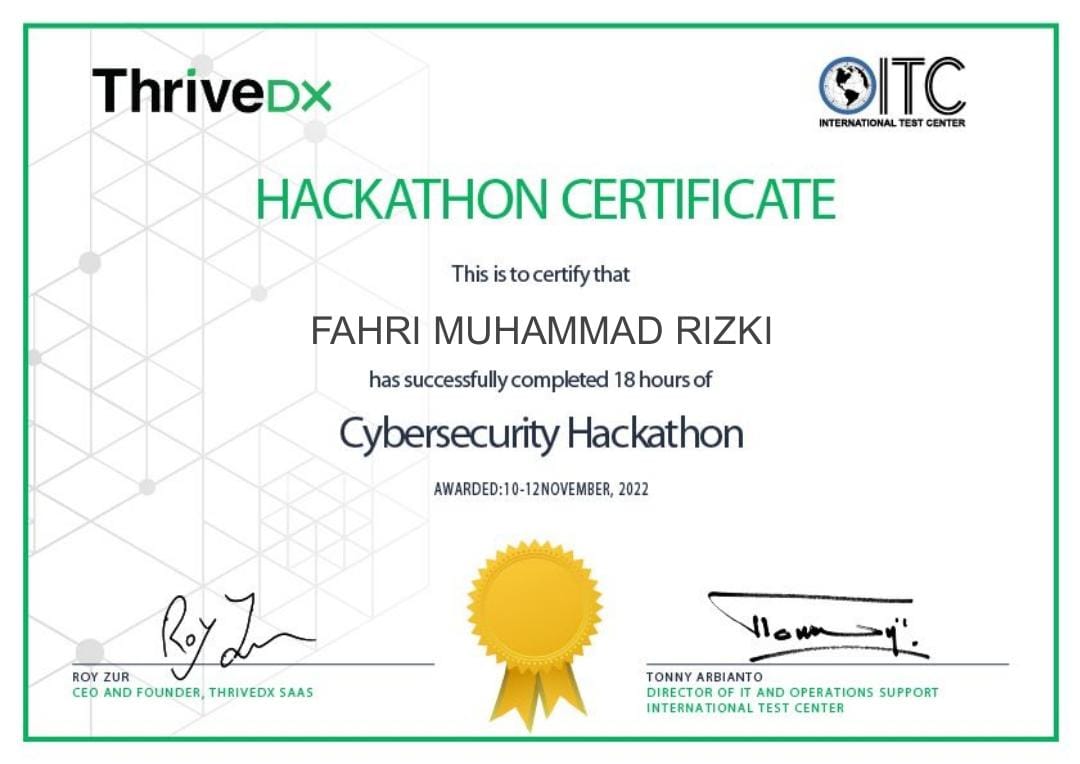 ThriveDX
ITC
INTERNATIONAL TEST CENTER
HACKATHON CERTIFICATE
This is to certify that
FAHRI MUHAMMAD RIZKI
has successfully completed 18 hours of
Cybersecurity Hackathon
AWARDED:10-12NOVEMBER, 2022
Roy Zur
ROY ZUR
CEO AND FOUNDER, THRIVEDX SAAS
TONNY ARBIANTO
DIRECTOR OF IT AND OPERATIONS SUPPORT
INTERNATIONAL TEST CENTER